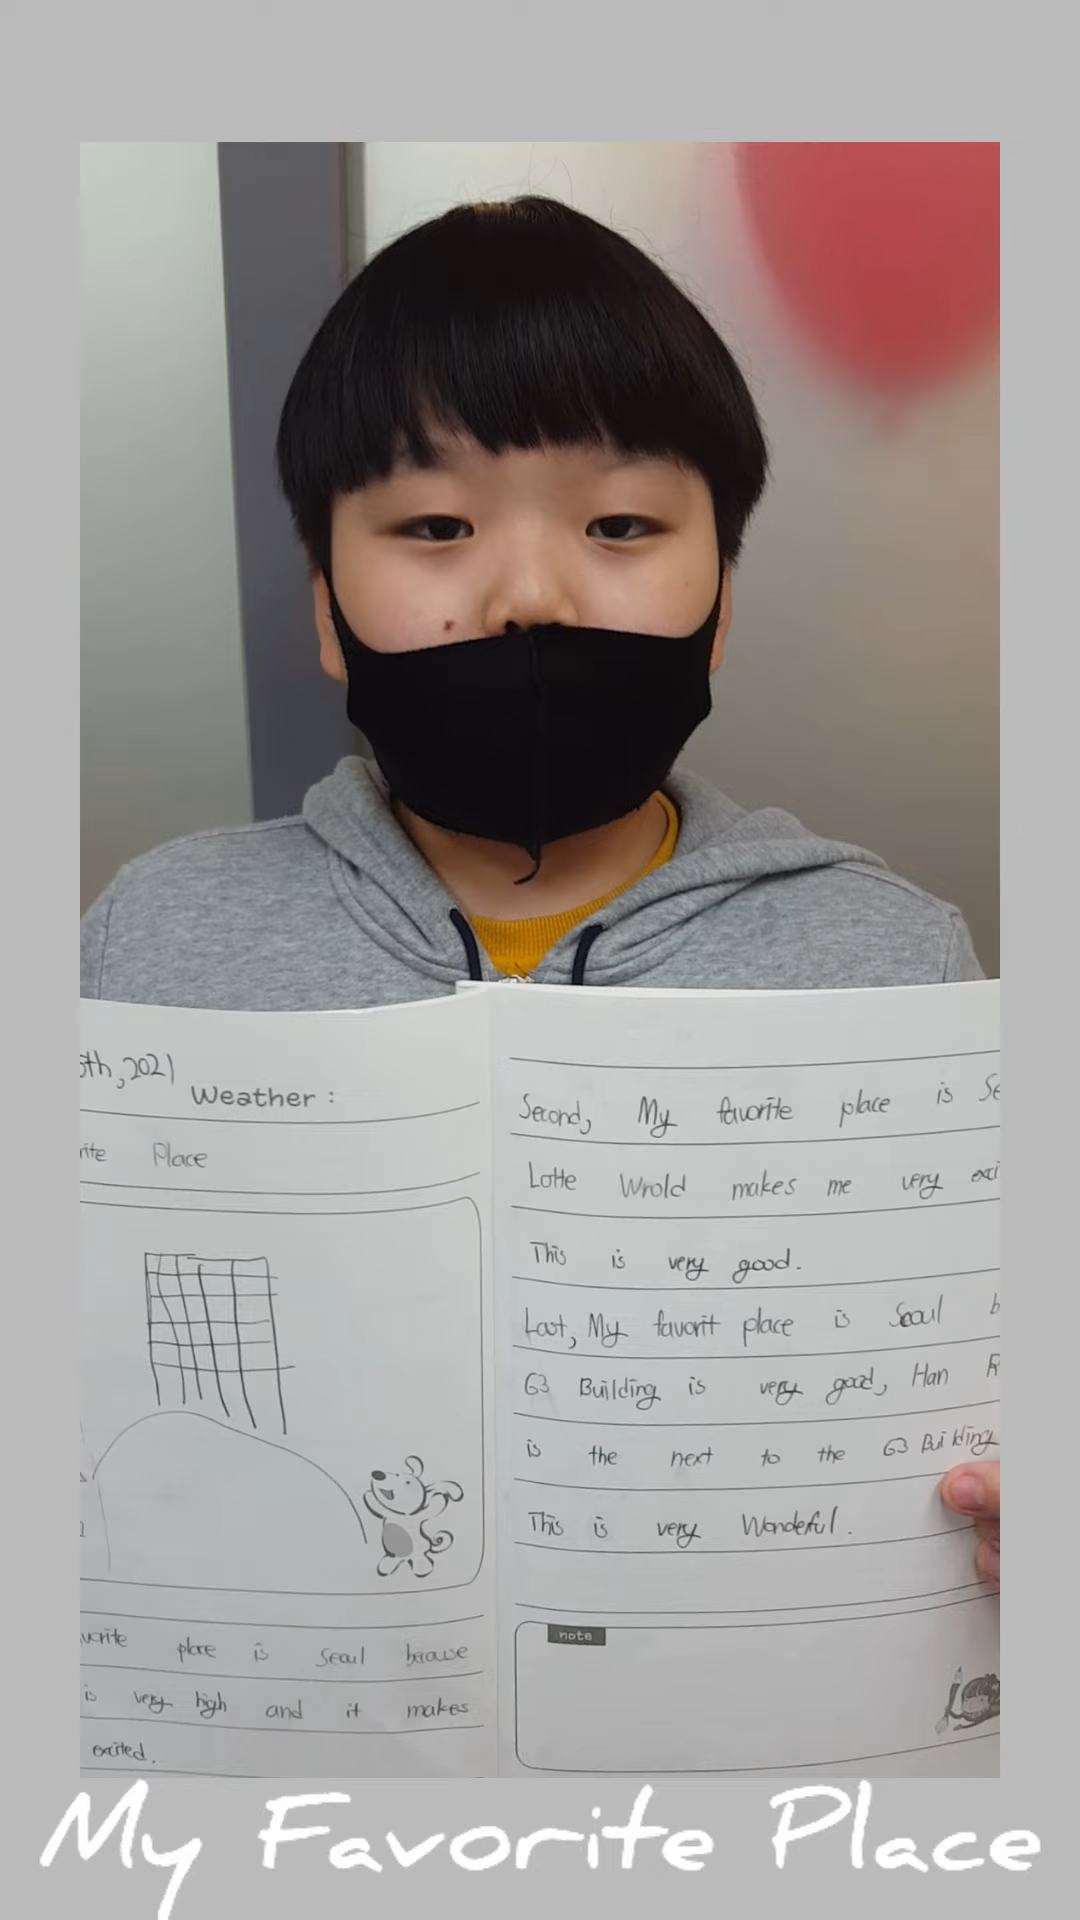 5th, 2021
Weather :
rite Place
vorite place is Seoul because
is very high and it makes
excited.
Second, My favorite place is Se
Lotte Wrold makes me very exci
This is very good.
Last, My favorit place is Seoul b
63 Building is very good, Han R
is the next to the 63 Building
This is very Wonderful.
note
My Favorite Place